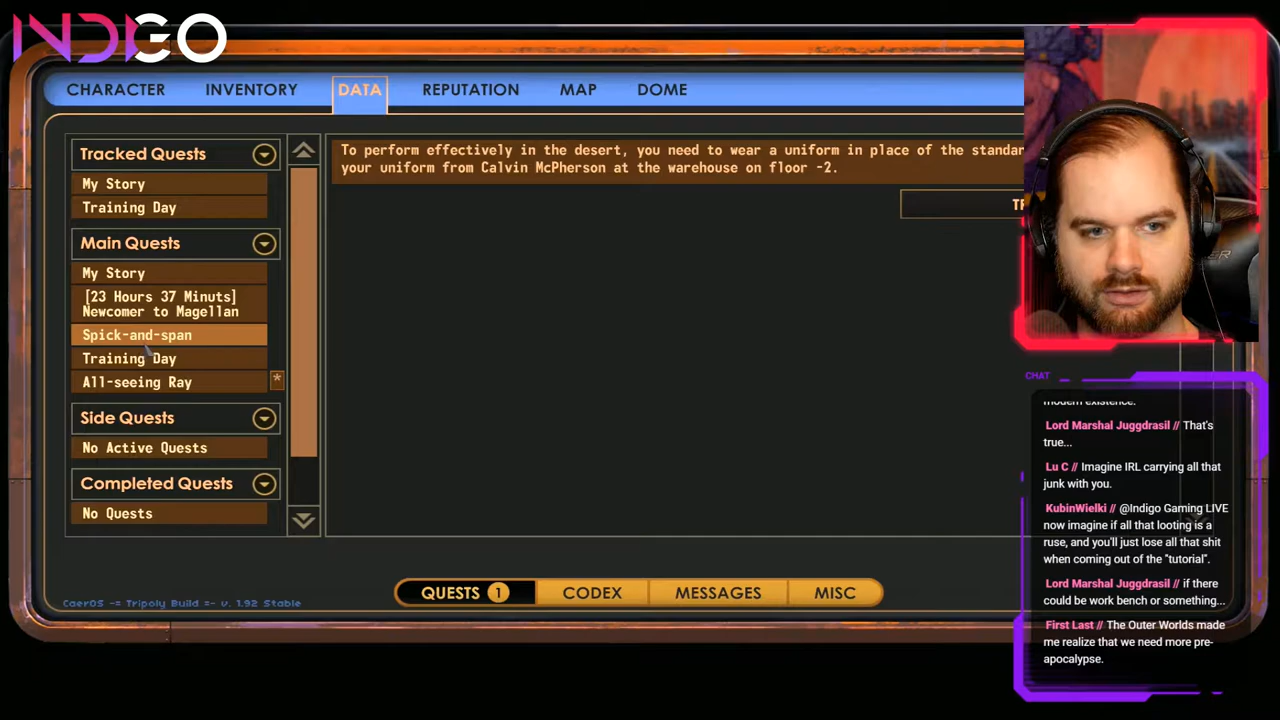 INDIGO
CHARACTER INVENTORY DATA REPUTATION MAP DOME
Tracked Quests
My Story
Training Day
Main Quests
My Story
[23 Hours 37 Minuts]
Newcomer to Magellan
Spick-and-span
Training Day
All-seeing Ray *
Side Quests
No Active Quests
Completed Quests
No Quests
To perform effectively in the desert, you need to wear a uniform in place of the standar
your uniform from Calvin McPherson at the warehouse on floor -2.
CHAT
modern existence.
Lord Marshal Juggdrasil // That's
true...
Lu C // Imagine IRL carrying all that
junk with you.
KubinWielki // @Indigo Gaming LIVE
now imagine if all that looting is a
ruse, and you'll just lose all that shit
when coming out of the "tutorial".
Lord Marshal Juggdrasil // if there
could be work bench or something...
First Last // The Outer Worlds made
me realize that we need more pre-
apocalypse.
QUESTS 1 CODEX MESSAGES MISC
CaerOS -= Tripoly Build =- v. 1.92 Stable